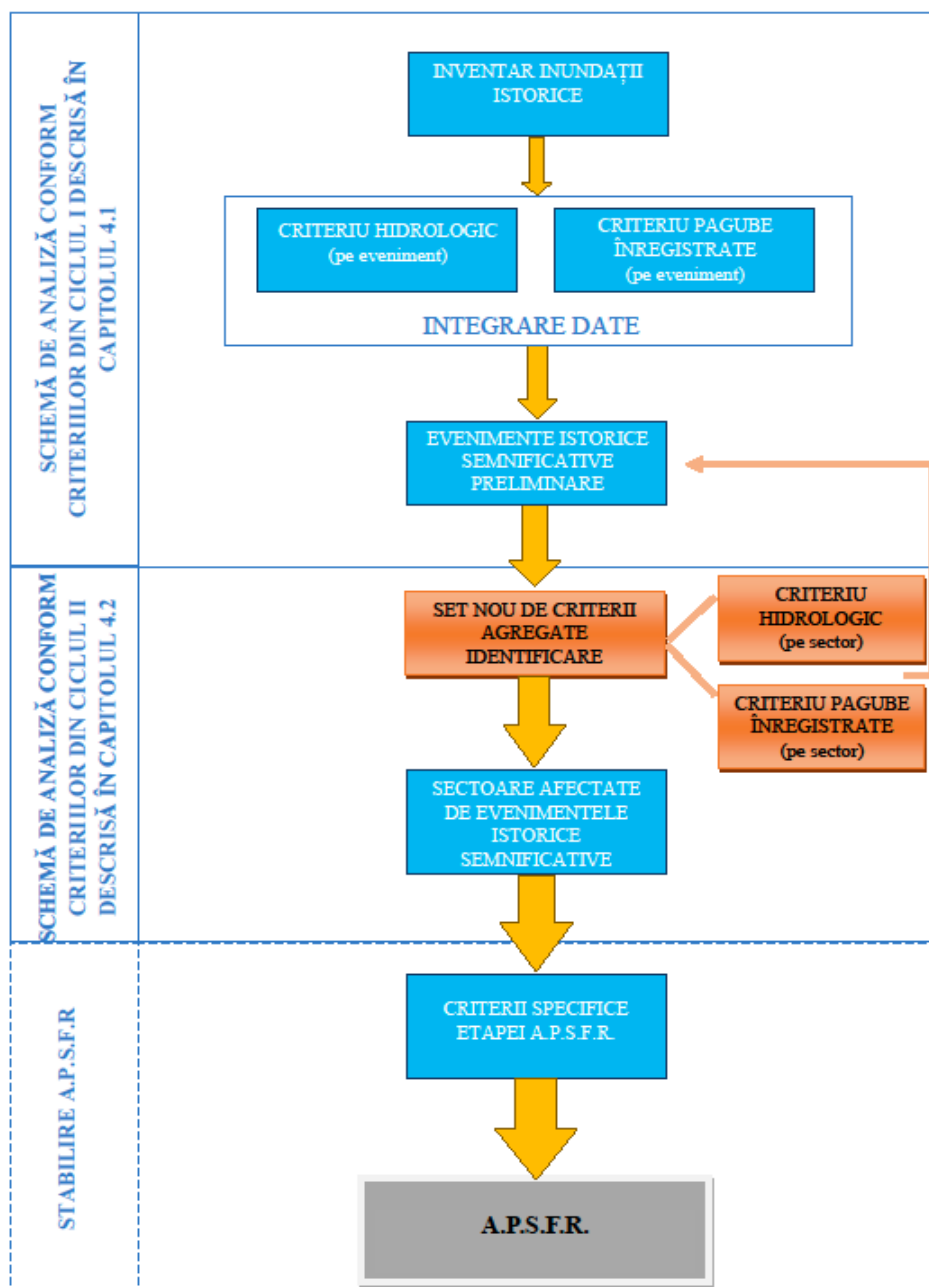 SCHEMĂ DE ANALIZĂ CONFORM
CRITERIILOR DIN CICLUL I DESCRISĂ ÎN
CAPITOLUL 4.1
INVENTAR INUNDAȚII
ISTORICE
CRITERIU HIDROLOGIC
(pe eveniment)
CRITERIU PAGUBE
ÎNREGISTRATE
(pe eveniment)
INTEGRARE DATE
EVENIMENTE ISTORICE
SEMNIFICATIVE
PRELIMINARE
SCHEMĂ DE ANALIZĂ CONFORM
CRITERIILOR DIN CICLUL II
DESCRISĂ ÎN CAPITOLUL 4.2
SET NOU DE CRITERII
AGREGATE
IDENTIFICARE
CRITERIU
HIDROLOGIC
(pe sector)
CRITERIU PAGUBE
ÎNREGISTRATE
(pe sector)
SECTOARE AFECTATE
DE EVENIMENTELE
ISTORICE
SEMNIFICATIVE
STABILIRE A.P.S.F.R
CRITERII SPECIFICE
ETAPEI A.P.S.F.R.
A.P.S.F.R.